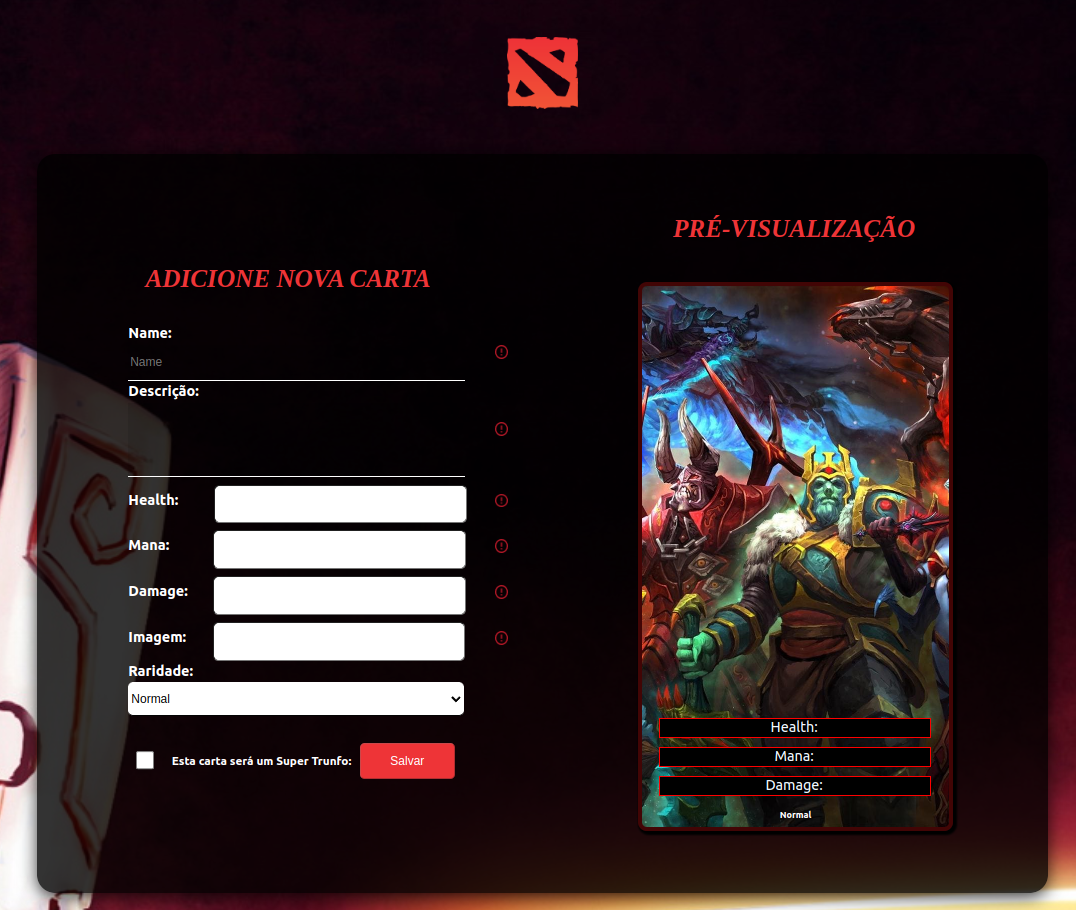 ADICIONE NOVA CARTA
Name:
Name
Descrição:
Health:
Mana:
Damage:
Imagem:
Raridade:
Normal
Esta carta será um Super Trunfo:
Salvar
PRÉ-VISUALIZAÇÃO
Health:
Mana:
Damage:
Normal